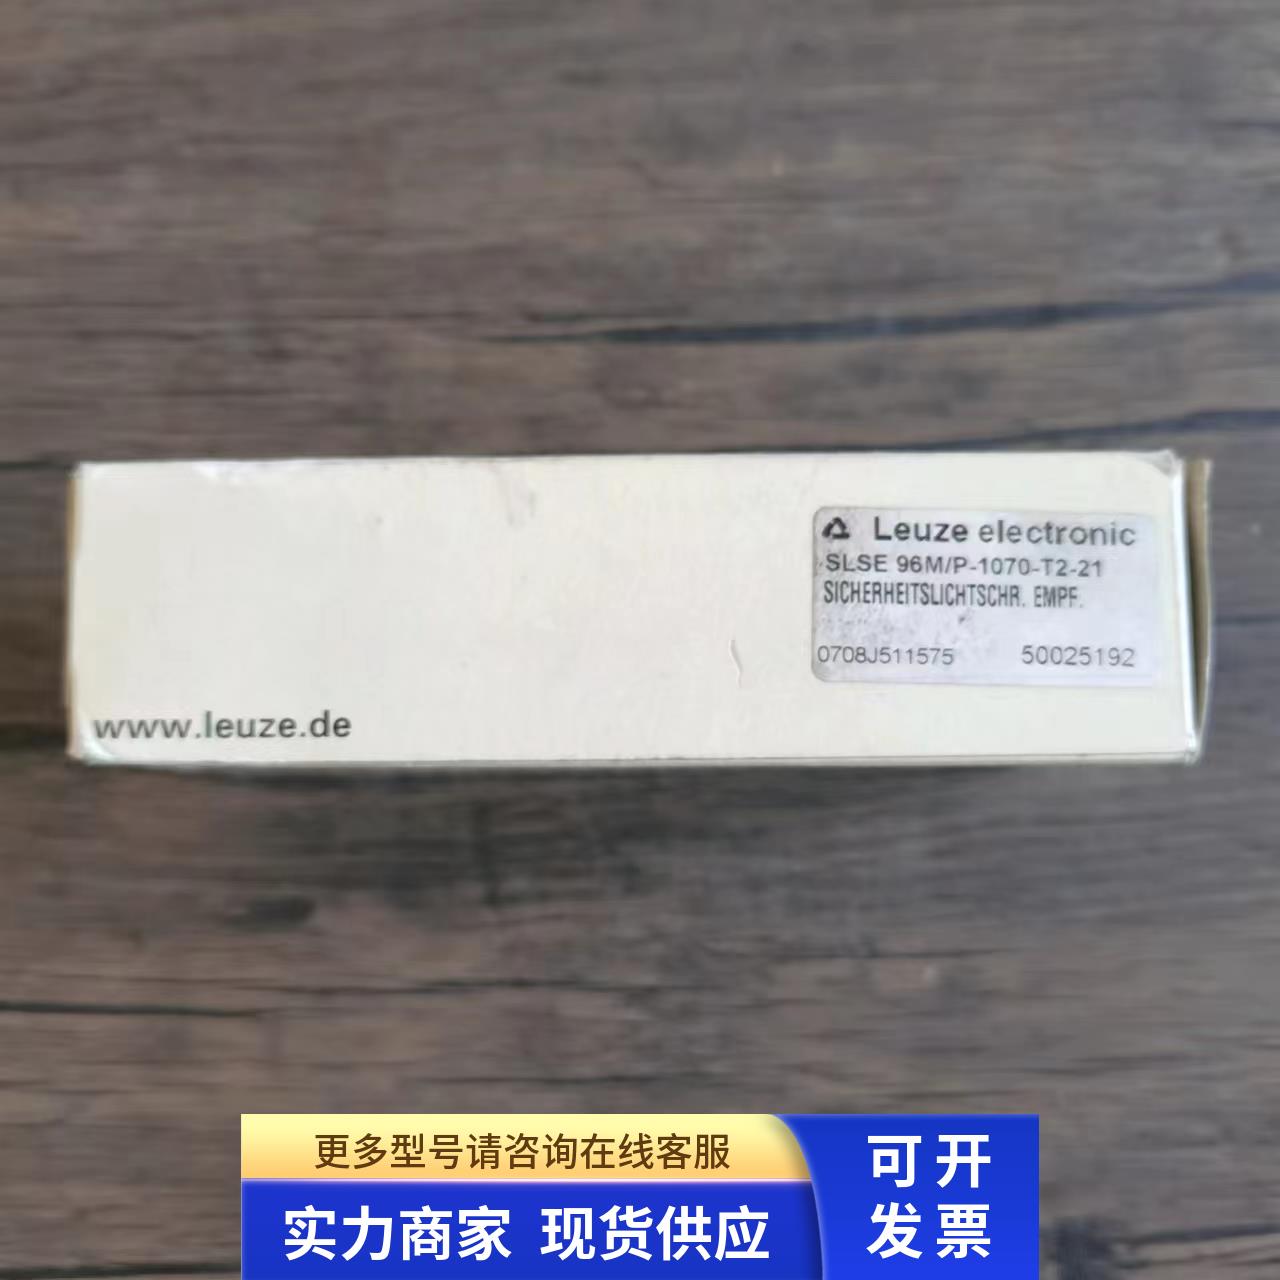 Leuze electronic
SLSE 96M/P-1070-T2-21
SICHERHEITSLICHTSCHR. EMPF.
0708J511575 50025192
www.leuze.de
更多型号请咨询在线客服
实力商家 现货供应
可开
发票